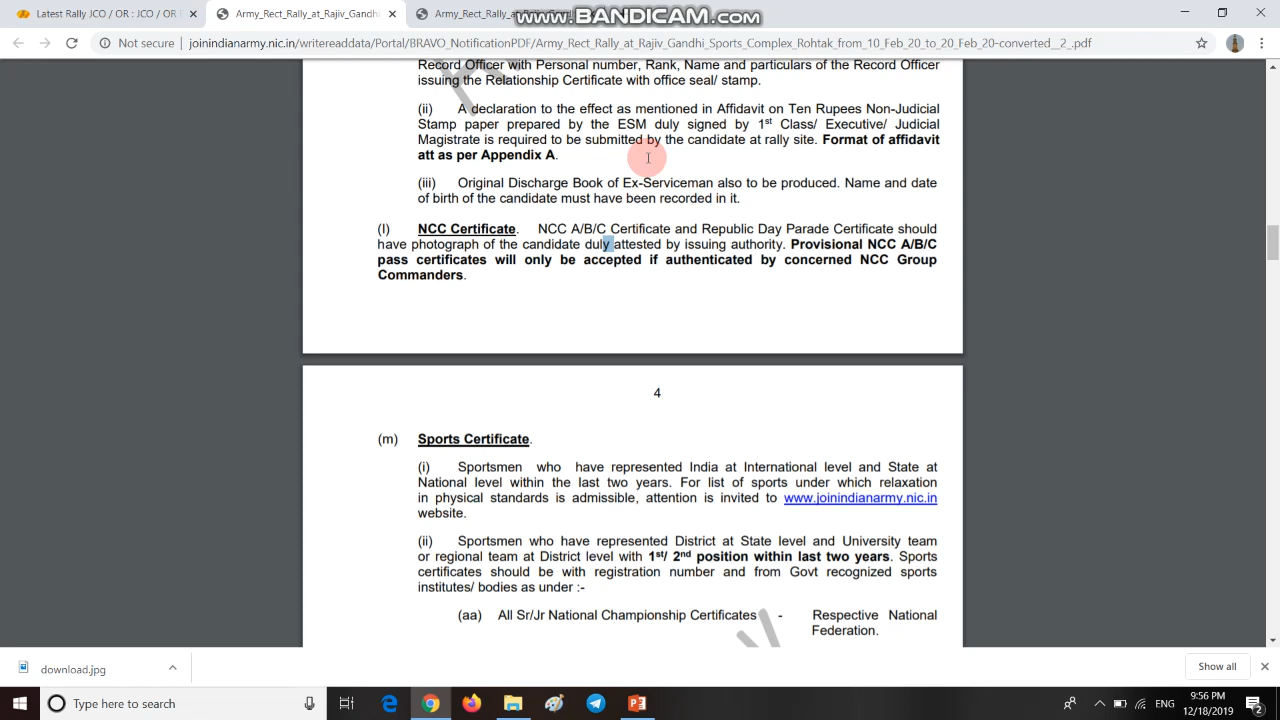 Latest Rally JCO / OR : JCO / OR
Army_Rect_Rally_at_Rajiv_Gandhi
Army_Rect_Rally_at_Ra
www.BANDICAM.com
Not secure
joinindianarmy.nic.in/writereaddata/Portal/BRAVO_NotificationPDF/Army_Rect_Rally_at_Rajiv_Gandhi_Sports_Complex_Rohtak_from_10_Feb_20_to_20_Feb_20-converted__2_.pdf
Record Officer with Personal number, Rank, Name and particulars of the Record Officer
issuing the Relationship Certificate with office seal/ stamp.
(ii) A declaration to the effect as mentioned in Affidavit on Ten Rupees Non-Judicial
Stamp paper prepared by the ESM duly signed by 1st Class/ Executive/ Judicial
Magistrate is required to be submitted by the candidate at rally site. Format of affidavit
att as per Appendix A.
(iii) Original Discharge Book of Ex-Serviceman also to be produced. Name and date
of birth of the candidate must have been recorded in it.
(l) NCC Certificate. NCC A/B/C Certificate and Republic Day Parade Certificate should
have photograph of the candidate duly attested by issuing authority. Provisional NCC A/B/C
pass certificates will only be accepted if authenticated by concerned NCC Group
Commanders.
4
(m) Sports Certificate.
(i) Sportsmen who have represented India at International level and State at
National level within the last two years. For list of sports under which relaxation
in physical standards is admissible, attention is invited to www.joinindianarmy.nic.in
website.
(ii) Sportsmen who have represented District at State level and University team
or regional team at District level with 1st/ 2nd position within last two years. Sports
certificates should be with registration number and from Govt recognized sports
institutes/ bodies as under :-
(aa) All Sr/Jr National Championship Certificates - Respective National
Federation.
download.jpg
Show all
Type here to search
ENG
9:56 PM
12/18/2019
2